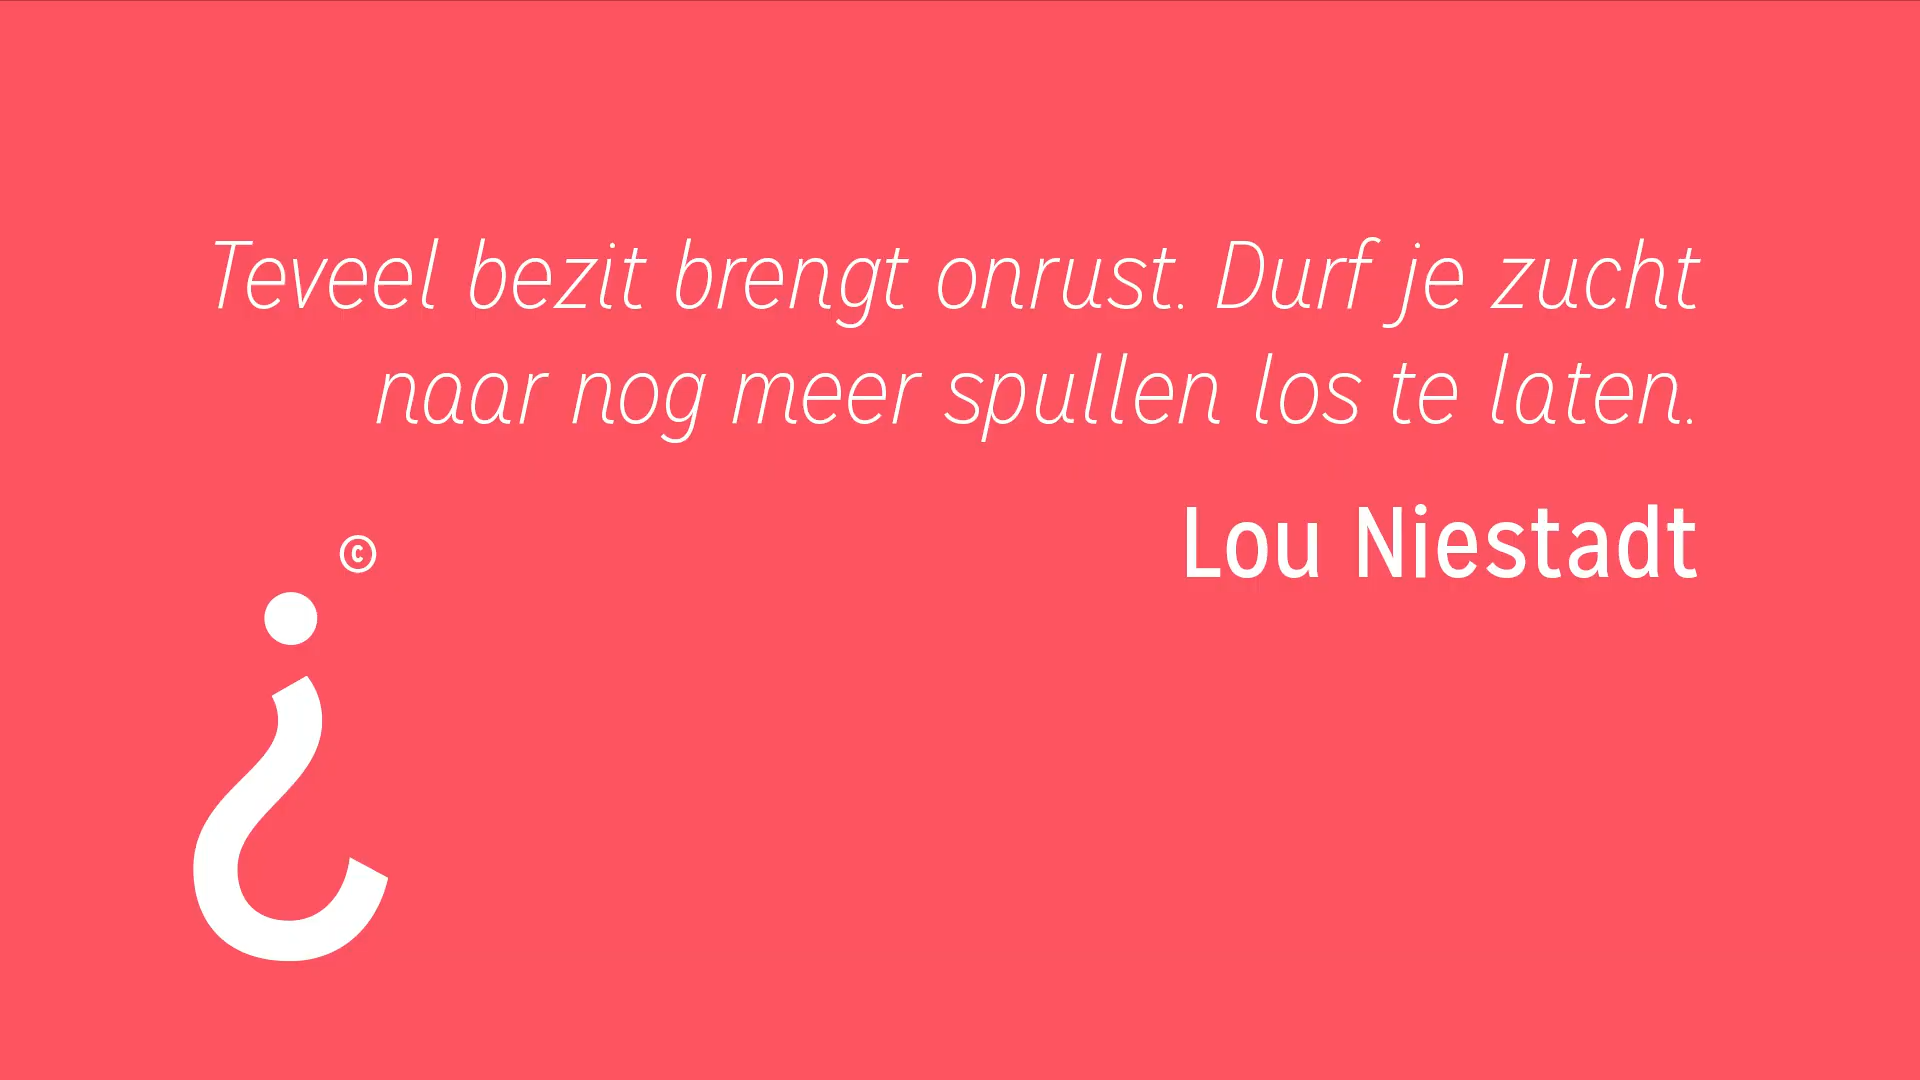 Teveel bezit brengt onrust. Durf je zucht
naar nog meer spullen los te laten.
Lou Niestadt
©
¿